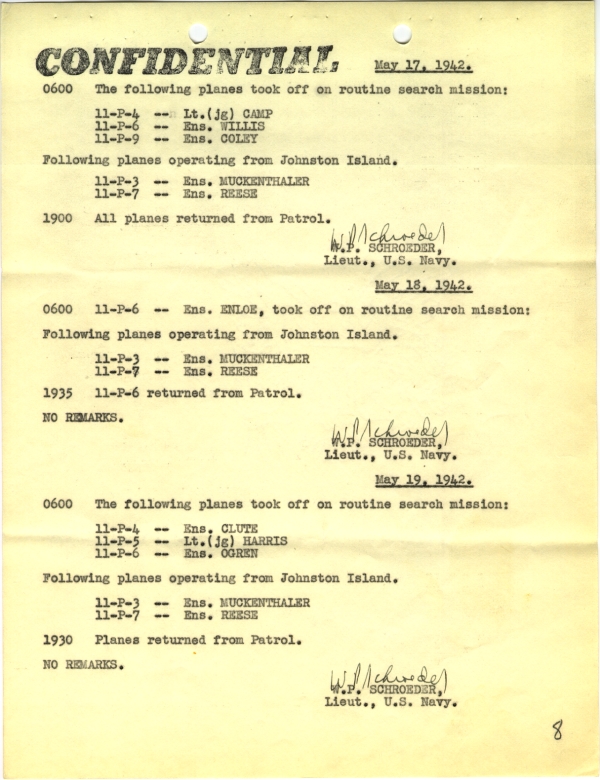 CONFIDENTIAL
May 17, 1942.
0600 The following planes took off on routine search mission:
11-P-4 -- Lt.(jg) CAMP
11-P-6 -- Ens. WILLIS
11-P-9 -- Ens. COLEY
Following planes operating from Johnston Island.
11-P-3 -- Ens. MUCKENTHALER
11-P-7 -- Ens. REESE
1900 All planes returned from Patrol.
W.P. Schroeder
W.P. SCHROEDER,
Lieut., U.S. Navy.
May 18, 1942.
0600 11-P-6 -- Ens. ENLOE, took off on routine search mission:
Following planes operating from Johnston Island.
11-P-3 -- Ens. MUCKENTHALER
11-P-7 -- Ens. REESE
1935 11-P-6 returned from Patrol.
NO REMARKS.
W.P. Schroeder
W.P. SCHROEDER,
Lieut., U.S. Navy.
May 19, 1942.
0600 The following planes took off on routine search mission:
11-P-4 -- Ens. CLUTE
11-P-5 -- Lt.(jg) HARRIS
11-P-6 -- Ens. OGREN
Following planes operating from Johnston Island.
11-P-3 -- Ens. MUCKENTHALER
11-P-7 -- Ens. REESE
1930 Planes returned from Patrol.
NO REMARKS.
W.P. Schroeder
W.P. SCHROEDER,
Lieut., U.S. Navy.
8